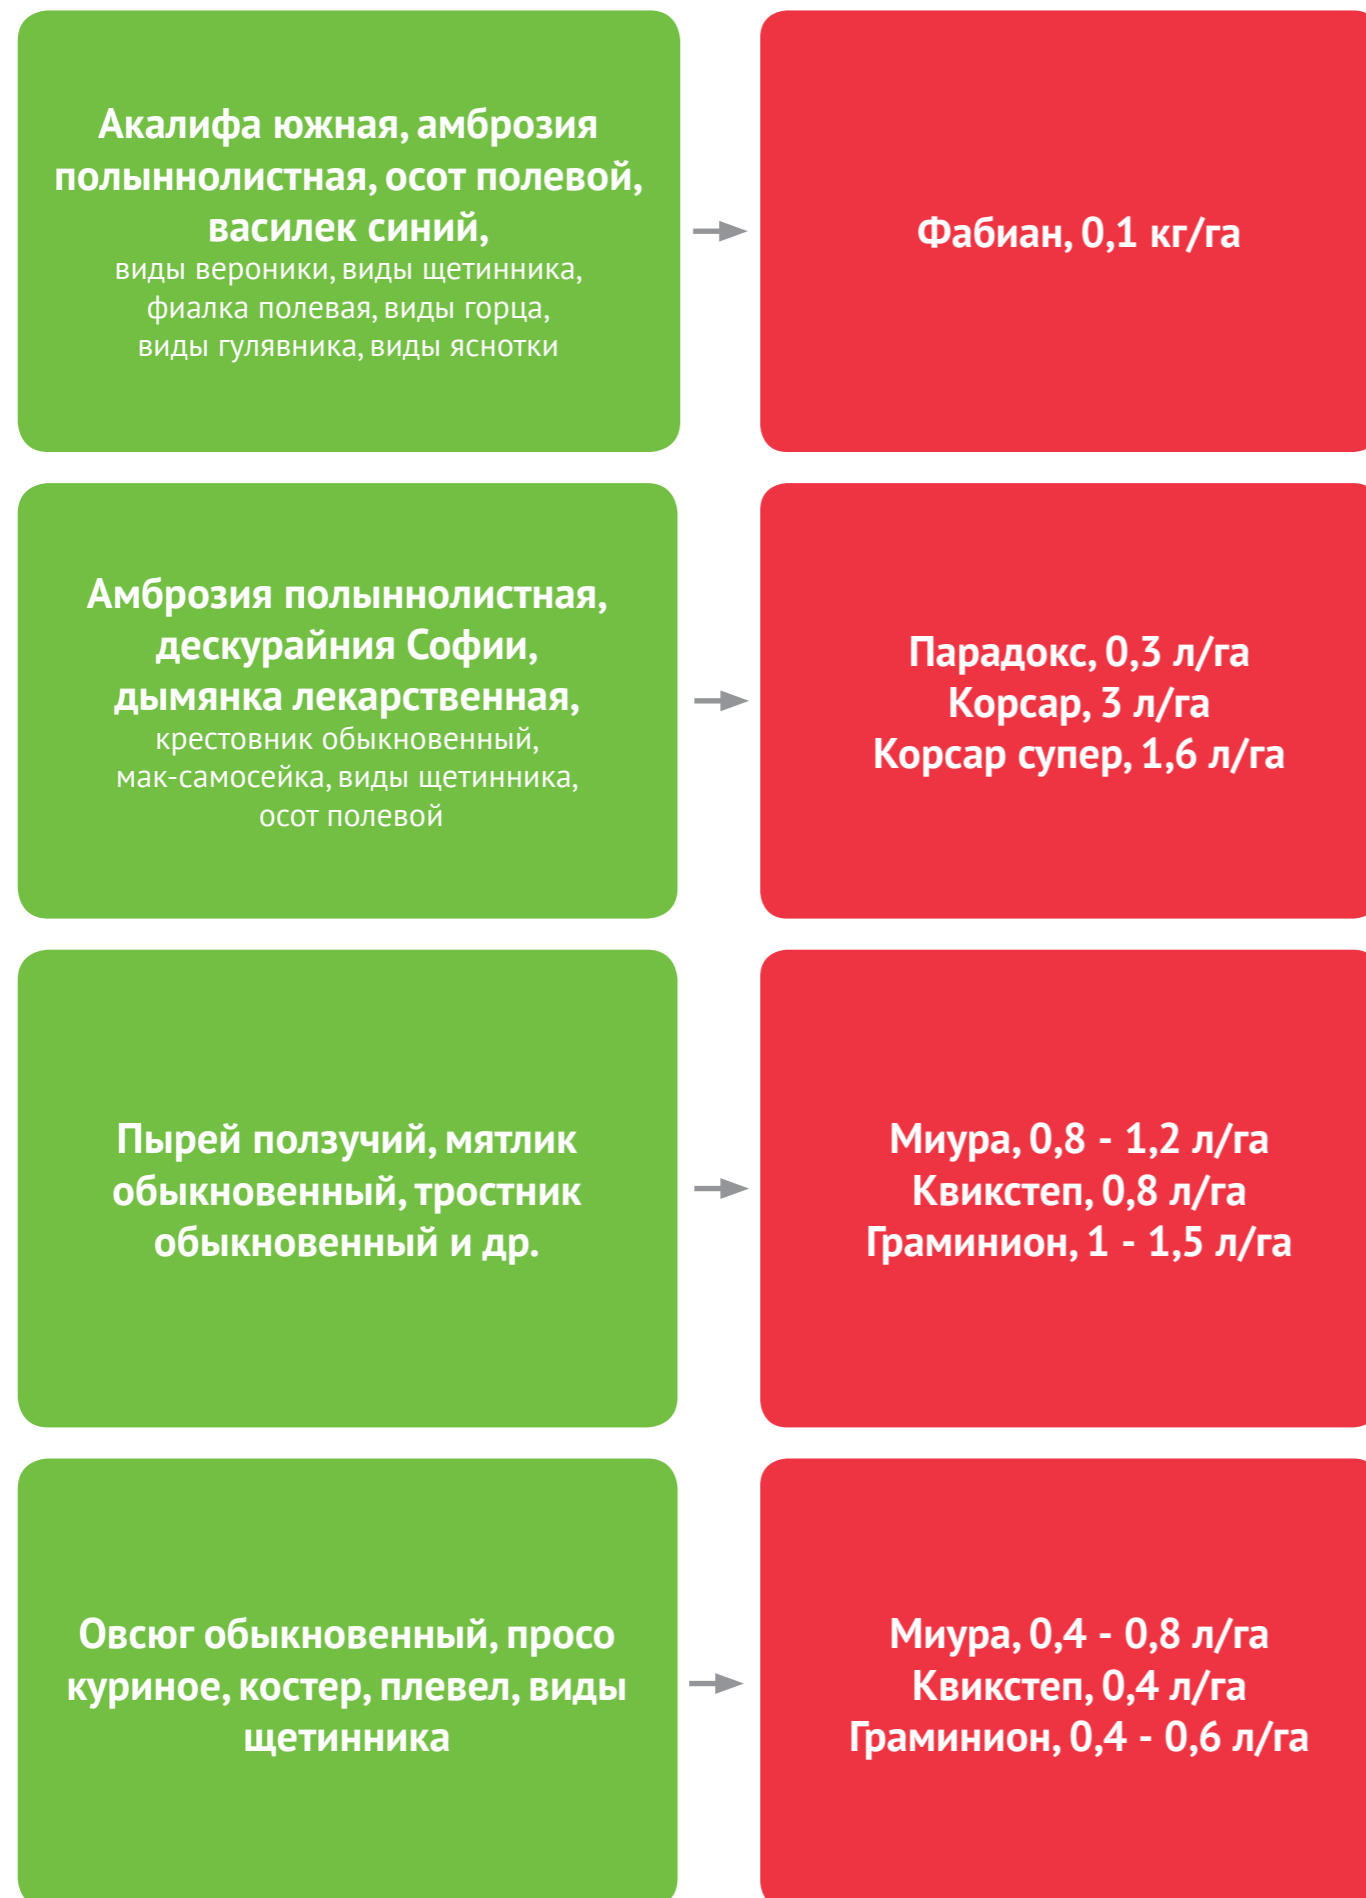 Акалифа южная, амброзия
полыннолистная, осот полевой,
василек синий,
виды вероники, виды щетинника,
фиалка полевая, виды горца,
виды гулявника, виды яснотки
Фабиан, 0,1 кг/га
Амброзия полыннолистная,
дескурайния Софии,
дымянка лекарственная,
крестовник обыкновенный,
мак-самосейка, виды щетинника,
осот полевой
Парадокс, 0,3 л/га
Корсар, 3 л/га
Корсар супер, 1,6 л/га
Пырей ползучий, мятлик
обыкновенный, тростник
обыкновенный и др.
Миура, 0,8 - 1,2 л/га
Квикстеп, 0,8 л/га
Граминион, 1 - 1,5 л/га
Овсюг обыкновенный, просо
куриное, костер, плевел, виды
щетинника
Миура, 0,4 - 0,8 л/га
Квикстеп, 0,4 л/га
Граминион, 0,4 - 0,6 л/га